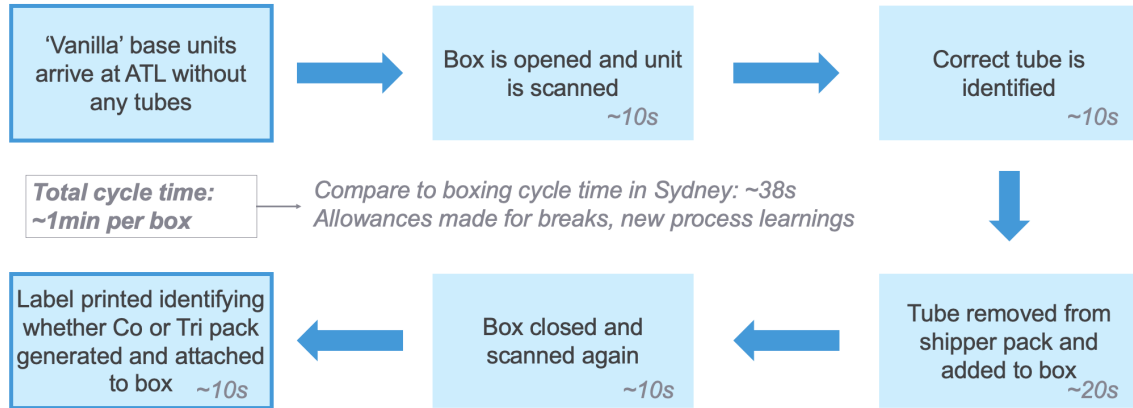 ‘Vanilla’ base units
arrive at ATL without
any tubes
Box is opened and unit
is scanned
~10s
Correct tube is
identified
~10s
Total cycle time:
~1min per box
Compare to boxing cycle time in Sydney: ~38s
Allowances made for breaks, new process learnings
Tube removed from
shipper pack and
added to box
~20s
Box closed and
scanned again
~10s
Label printed identifying
whether Co or Tri pack
generated and attached
to box
~10s